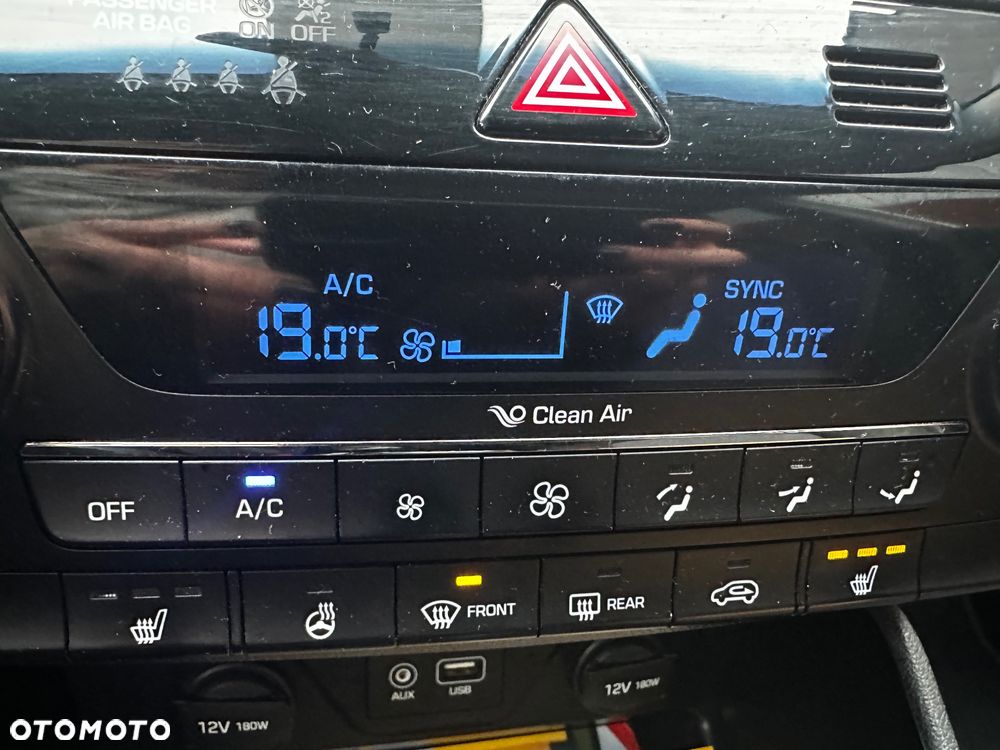 PASSENGER
AIR BAG
ON OFF
A/C
19.0°C
SYNC
19.0°C
Clean Air
OFF
A/C
FRONT
REAR
AUX
USB
12V 180W
12V 180W
OTOMOTO